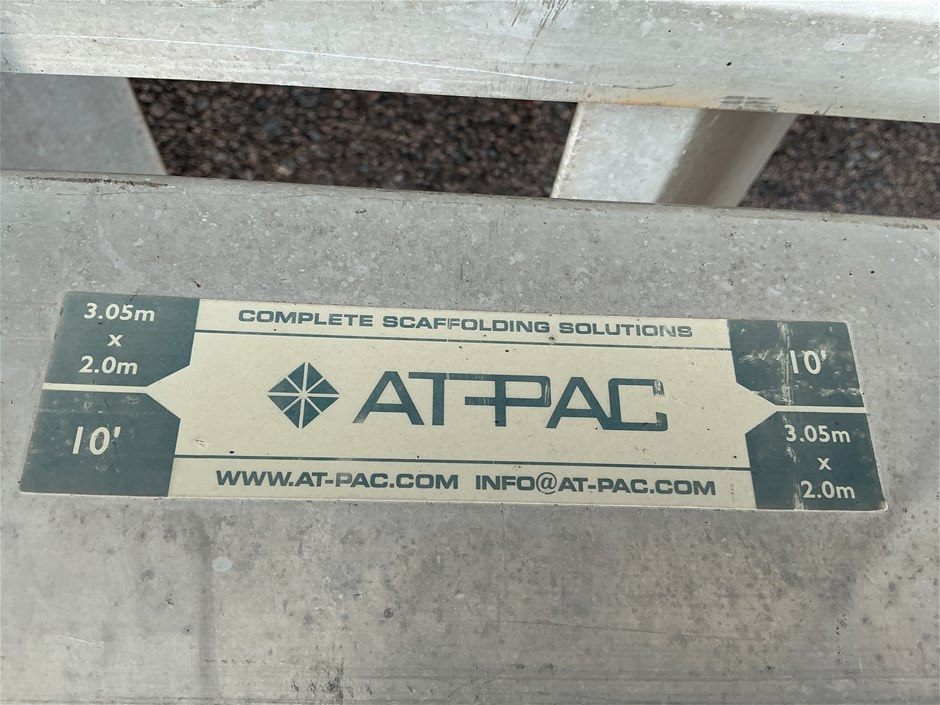 3.05m
x
2.0m
10'
COMPLETE SCAFFOLDING SOLUTIONS
AT-PAC
WWW.AT-PAC.COM INFO@AT-PAC.COM
10'
3.05m
x
2.0m